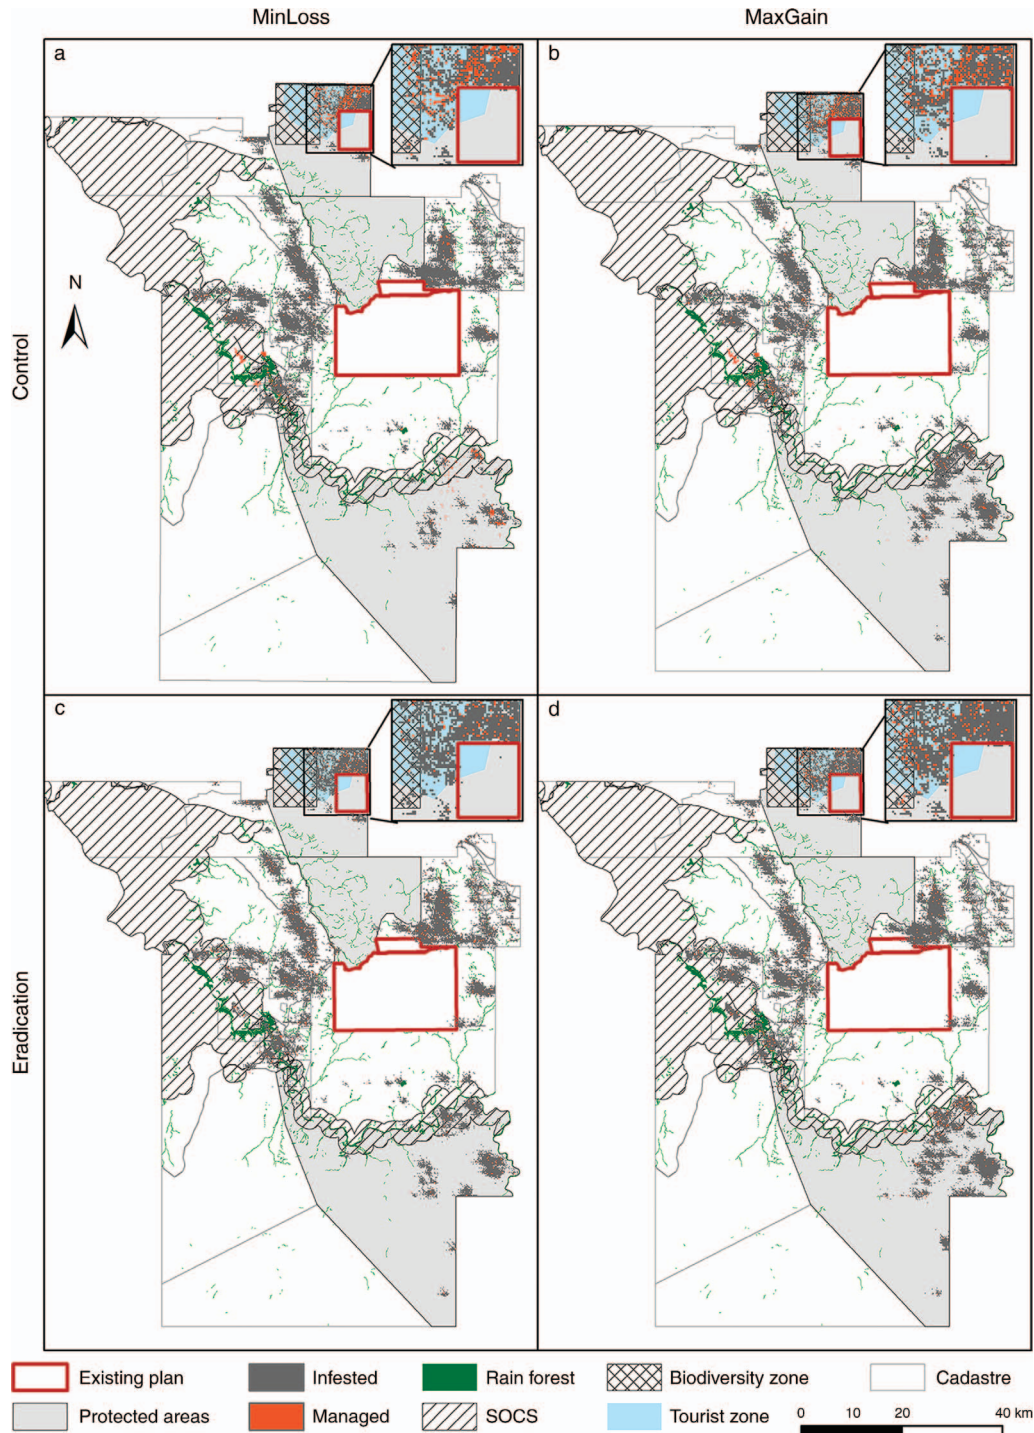 MinLoss MaxGain
a b
N
Control
c d
Eradication
Existing plan Infested Rain forest Biodiversity zone Cadastre
Protected areas Managed SOCS Tourist zone
0 10 20 40 km